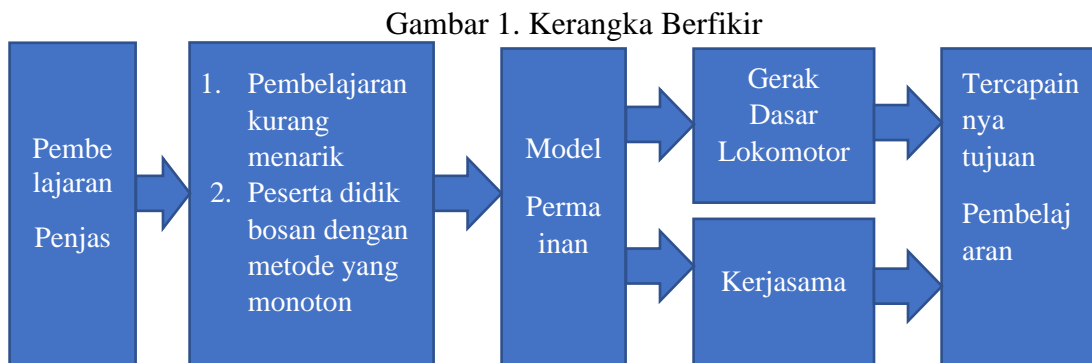 Gambar 1. Kerangka Berfikir
Pembe
lajaran
Penjas
1. Pembelajaran
kurang
menarik
2. Peserta didik
bosan dengan
metode yang
monoton
Model
Perma
inan
Gerak
Dasar
Lokomotor
Kerjasama
Tercapain
nya
tujuan
Pembelaj
aran